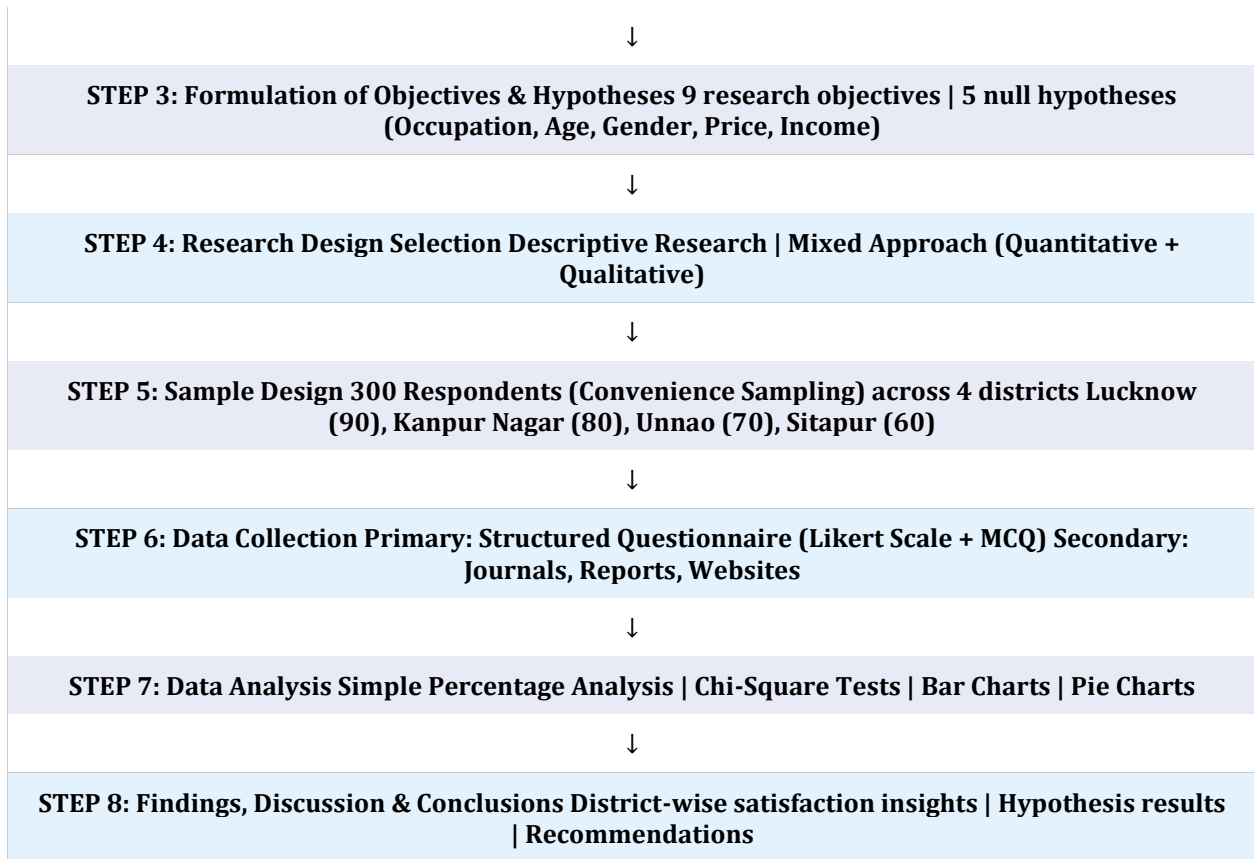 ↓
STEP 3: Formulation of Objectives & Hypotheses 9 research objectives | 5 null hypotheses
(Occupation, Age, Gender, Price, Income)
↓
STEP 4: Research Design Selection Descriptive Research | Mixed Approach (Quantitative +
Qualitative)
↓
STEP 5: Sample Design 300 Respondents (Convenience Sampling) across 4 districts Lucknow
(90), Kanpur Nagar (80), Unnao (70), Sitapur (60)
↓
STEP 6: Data Collection Primary: Structured Questionnaire (Likert Scale + MCQ) Secondary:
Journals, Reports, Websites
↓
STEP 7: Data Analysis Simple Percentage Analysis | Chi-Square Tests | Bar Charts | Pie Charts
↓
STEP 8: Findings, Discussion & Conclusions District-wise satisfaction insights | Hypothesis results
| Recommendations